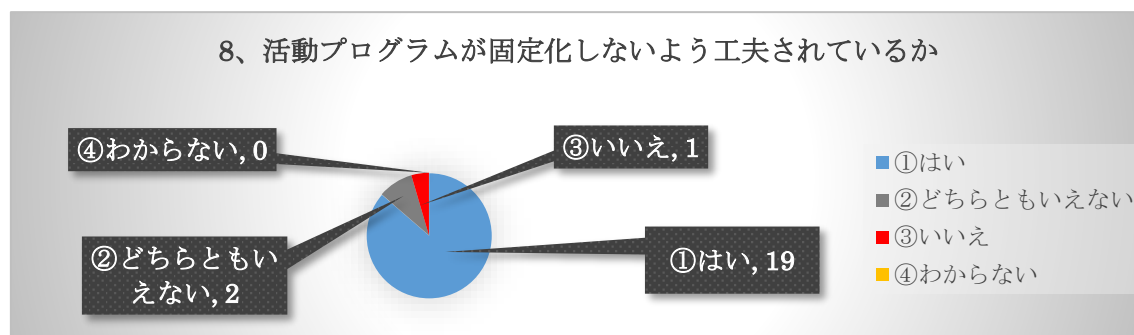 8、活動プログラムが固定化しないよう工夫されているか
④わからない, 0
③いいえ, 1
②どちらともい
えない, 2
①はい, 19
①はい
②どちらともいえない
③いいえ
④わからない